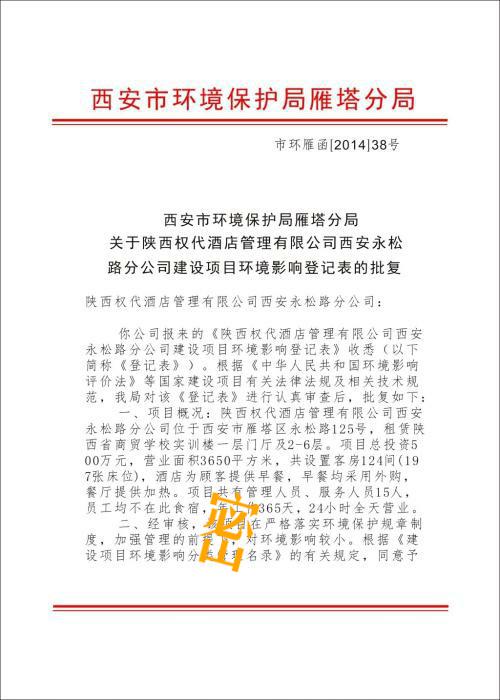 西安市环境保护局雁塔分局
市环雁函[2014]38号
西安市环境保护局雁塔分局
关于陕西权代酒店管理有限公司西安永松
路分公司建设项目环境影响登记表的批复
陕西权代酒店管理有限公司西安永松路分公司：
你公司报来的《陕西权代酒店管理有限公司西安
永松路分公司建设项目环境影响登记表》收悉（以下
简称《登记表》）。根据《中华人民共和国环境影响
评价法》等国家建设项目有关法律法规及相关技术规
范，我局对该《登记表》进行认真审查后，批复如下：
一、项目概况：陕西权代酒店管理有限公司西安
永松路分公司位于西安市雁塔区永松路125号，租赁陕
西省商贸学校实训楼一层门厅及2-6层。项目总投资5
00万元，营业面积3650平方米，共设置客房124间(19
7张床位)，酒店为顾客提供早餐，早餐均采用外购，
餐厅提供加热。项目共有管理人员、服务人员15人，
员工均不在此食宿，年工365天，24小时全天营业。
二、经审核，该项目在严格落实环境保护规章制
度，加强管理的前提下，对环境影响较小。根据《建
设项目环境影响分类管理名录》的有关规定，同意予
密